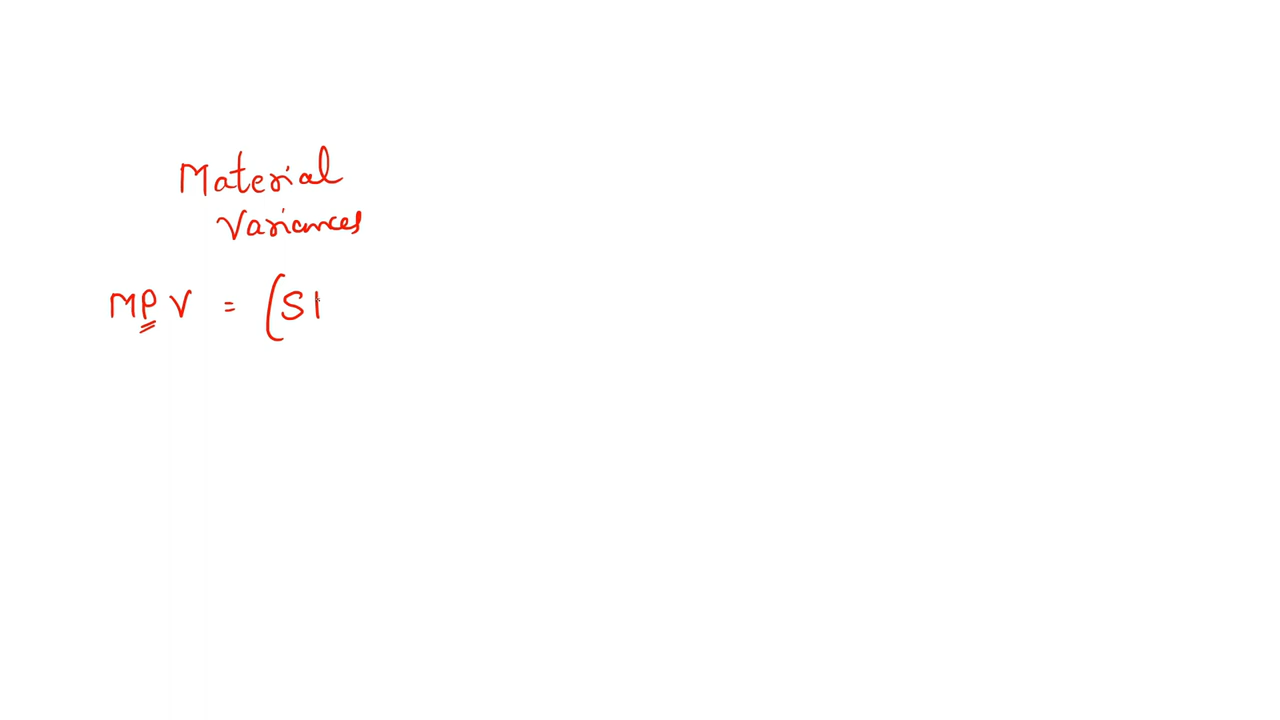 Material
Variances
MPV = (S